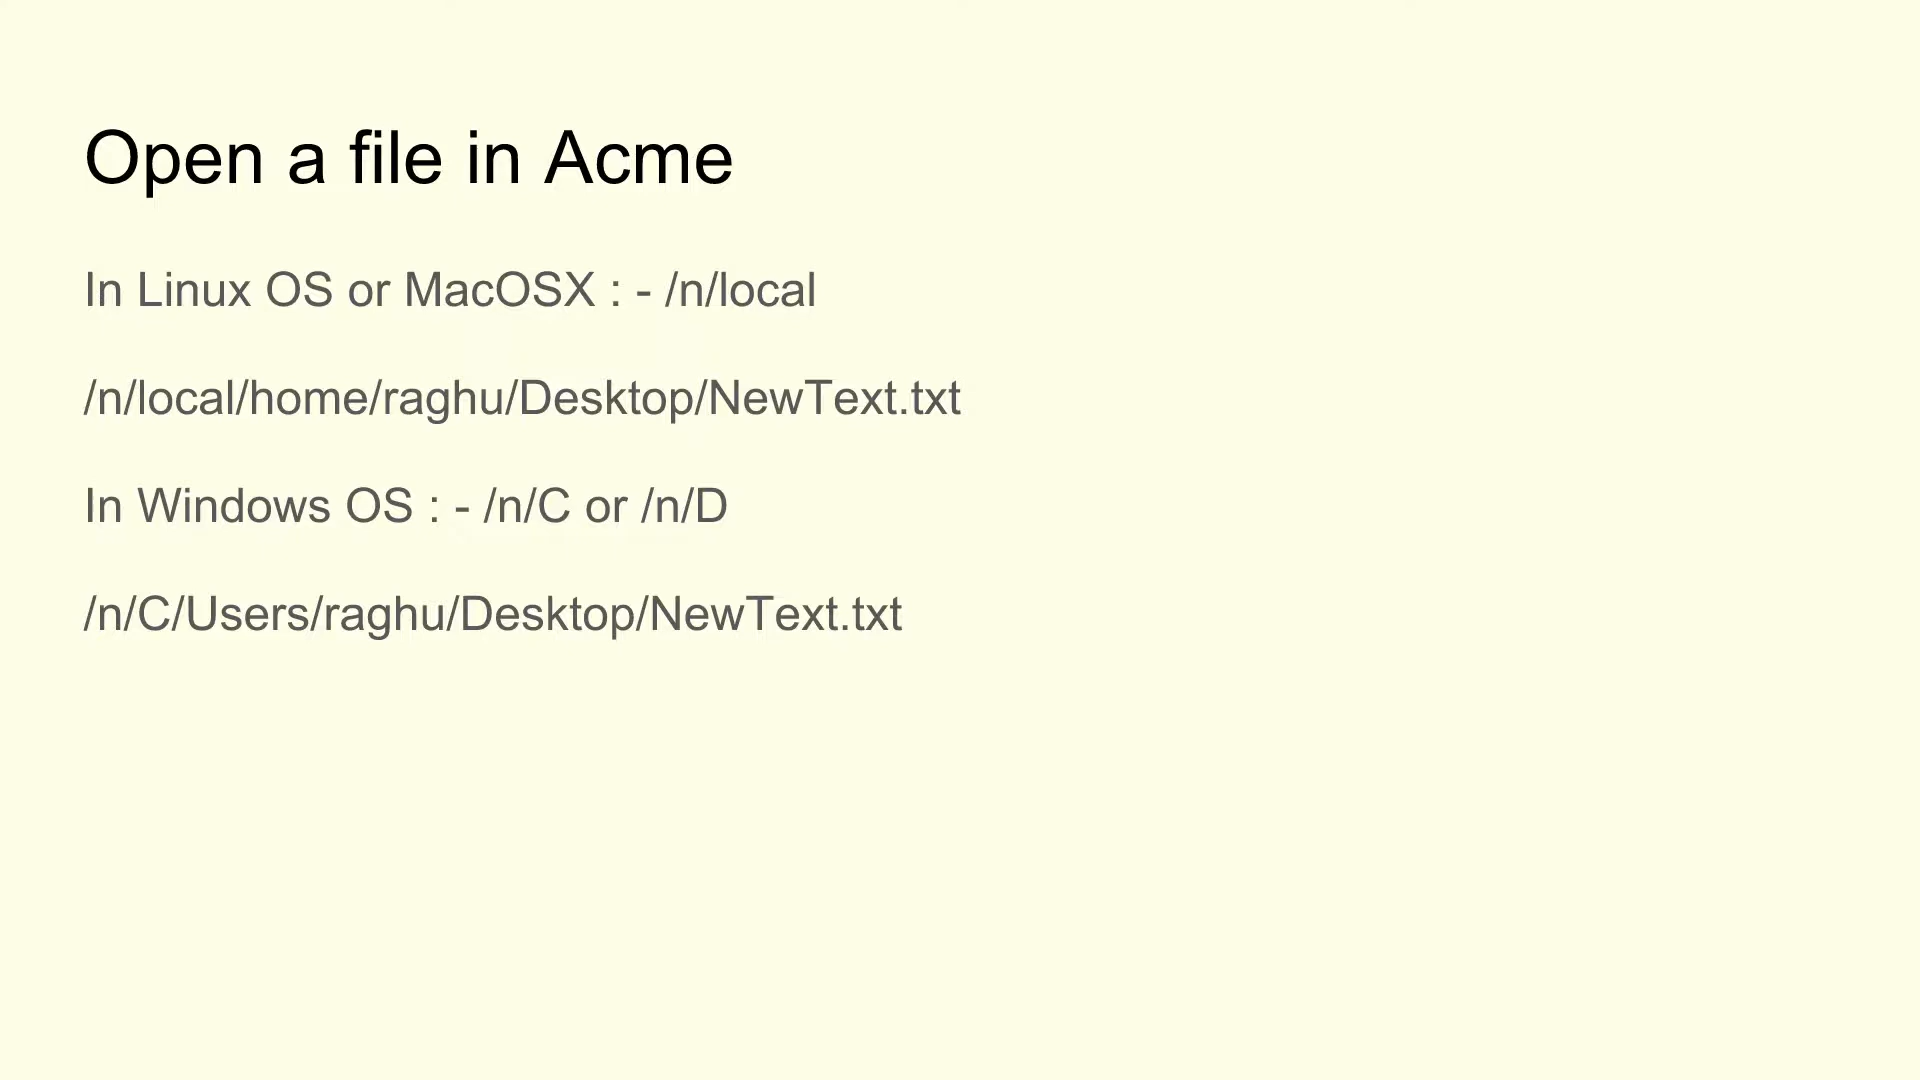 Open a file in Acme
In Linux OS or MacOSX : - /n/local
/n/local/home/raghu/Desktop/NewText.txt
In Windows OS : - /n/C or /n/D
/n/C/Users/raghu/Desktop/NewText.txt